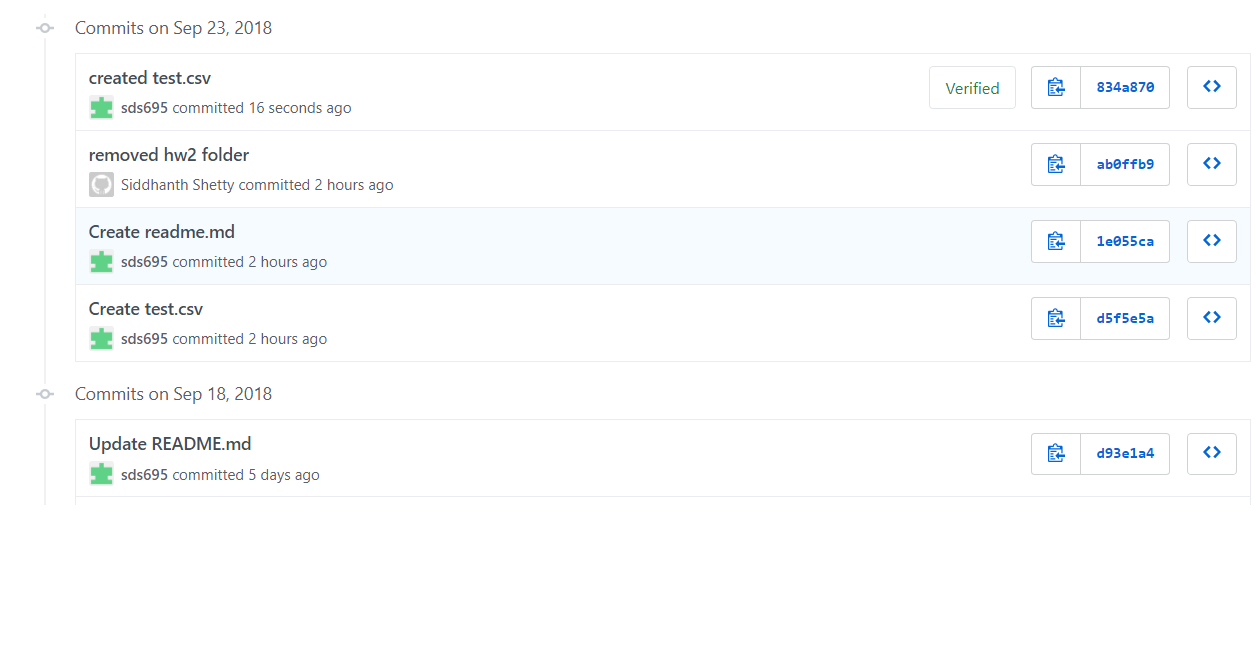 Commits on Sep 23, 2018
created test.csv
sds695 committed 16 seconds ago
Verified
834a870
removed hw2 folder
Siddhanth Shetty committed 2 hours ago
ab0ffb9
Create readme.md
sds695 committed 2 hours ago
1e055ca
Create test.csv
sds695 committed 2 hours ago
d5f5e5a
Commits on Sep 18, 2018
Update README.md
sds695 committed 5 days ago
d93e1a4